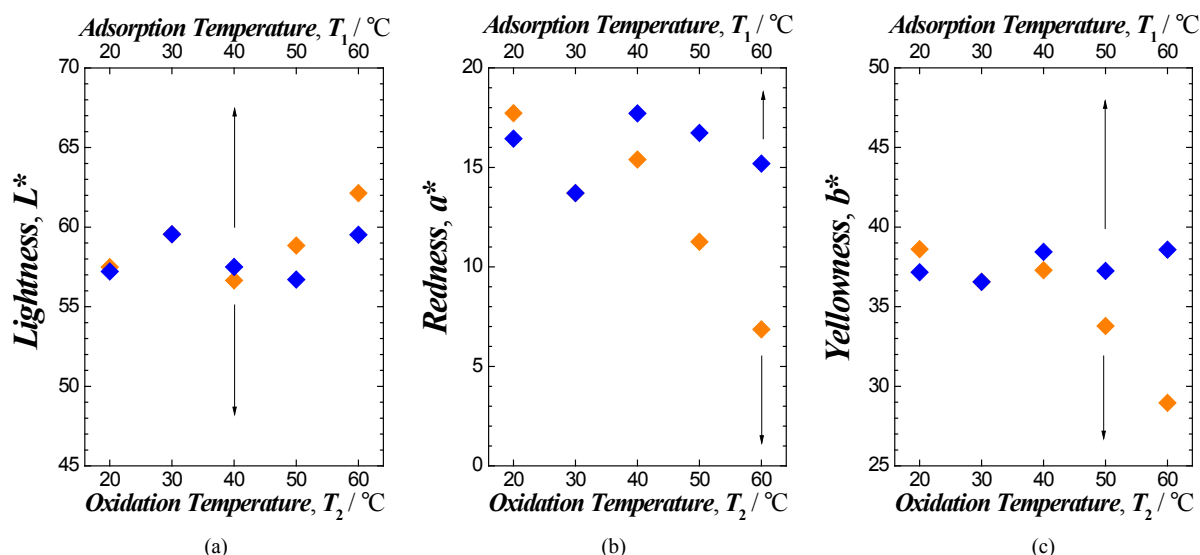 Adsorption Temperature, T1 / °C
20 30 40 50 60
70
65
60
55
50
45
Lightness, L*
20 30 40 50 60
Oxidation Temperature, T2 / °C
(a)
Adsorption Temperature, T1 / °C
20 30 40 50 60
20
15
10
5
0
Redness, a*
20 30 40 50 60
Oxidation Temperature, T2 / °C
(b)
Adsorption Temperature, T1 / °C
20 30 40 50 60
50
45
40
35
30
25
Yellowness, b*
20 30 40 50 60
Oxidation Temperature, T2 / °C
(c)